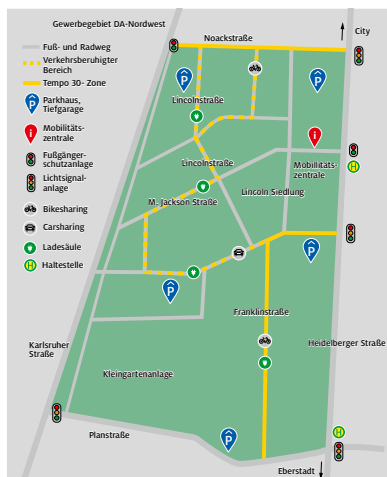 Gewerbegebiet DA-Nordwest
City
Noackstraße
Fuß- und Radweg
Verkehrsberuhigter
Bereich
Tempo 30- Zone
Parkhaus,
Tiefgarage
Mobilitäts-
zentrale
Fußgänger-
schutzanlage
Lichtsignal-
anlage
Bikesharing
Carsharing
Ladesäule
Haltestelle
Lincolnstraße
Lincolnstraße
Mobilitäts-
zentrale
Lincoln Siedlung
M. Jackson Straße
Franklinstraße
Karlsruher
Straße
Heidelberger Straße
Kleingartenanlage
Planstraße
Eberstadt
P
P
P
P
P
P
i
i
H
H
H